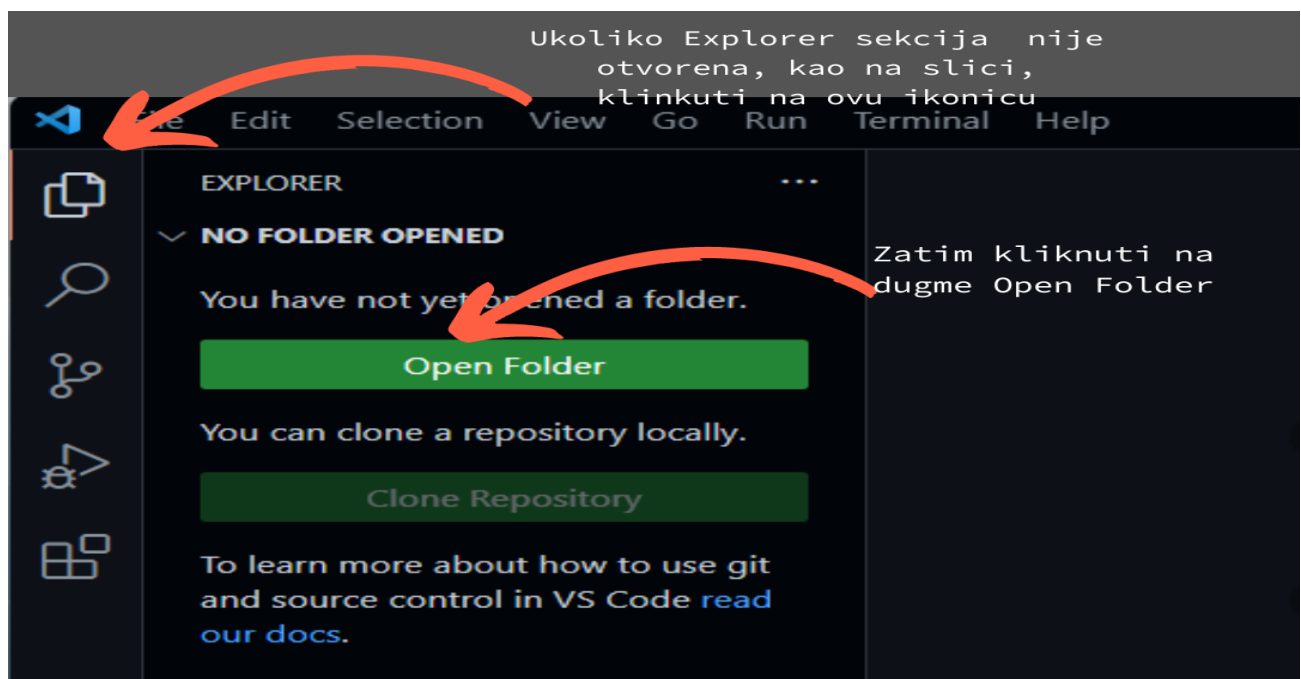 Ukoliko Explorer sekcija nije
otvorena, kao na slici,
klinkuti na ovu ikonicu
Edit Selection View Go Run Terminal Help
EXPLORER
NO FOLDER OPENED
Zatim kliknuti na
dugme Open Folder
You have not yet opened a folder.
Open Folder
You can clone a repository locally.
Clone Repository
To learn more about how to use git
and source control in VS Code read
our docs.